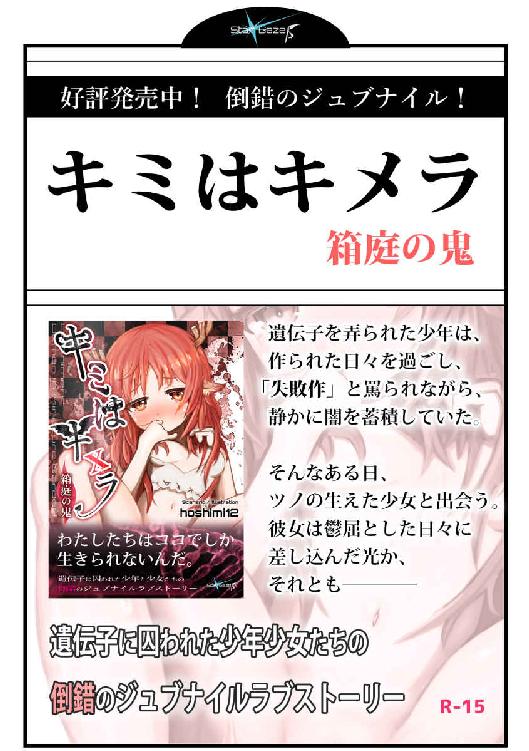 Star Gazer β
好評発売中！ 倒錯のジュブナイル！
キミはキメラ
箱庭の鬼
遺伝子を弄られた少年は、
作られた日々を過ごし、
「失敗作」と罵られながら、
静かに闇を蓄積していた。
そんなある日、
ツノの生えた少女と出会う。
彼女は鬱屈とした日々に
差し込んだ光か、
それとも————
キミはキメラ
箱庭の鬼
Scenario / Illustration
hoshimi12
わたしたちはココでしか
生きられないんだ。
遺伝子に囚われた少年と少女たちの
倒錯のジュブナイルラブストーリー
遺伝子に囚われた少年少女たちの
倒錯のジュブナイルラブストーリー
R-15